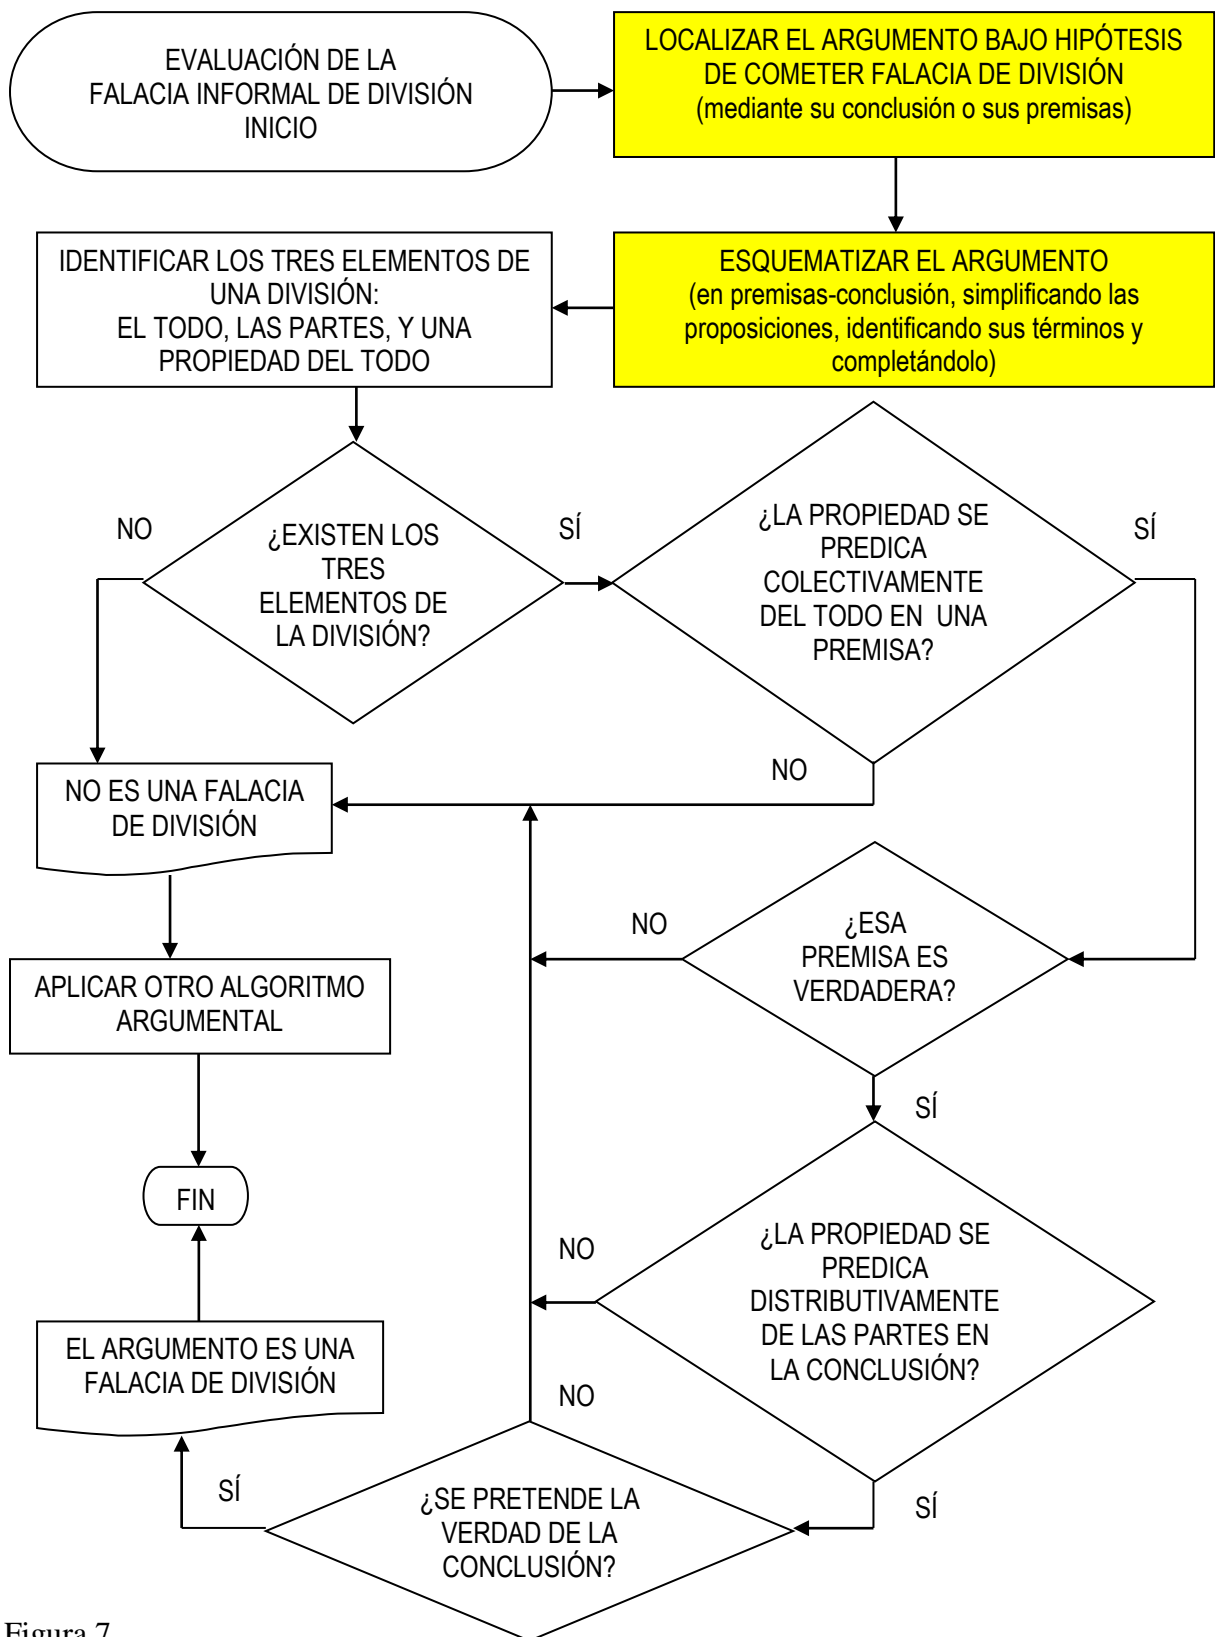 EVALUACIÓN DE LA
FALACIA INFORMAL DE DIVISIÓN
INICIO
LOCALIZAR EL ARGUMENTO BAJO HIPÓTESIS
DE COMETER FALACIA DE DIVISIÓN
(mediante su conclusión o sus premisas)
ESQUEMATIZAR EL ARGUMENTO
(en premisas-conclusión, simplificando las
proposiciones, identificando sus términos y
completándolo)
IDENTIFICAR LOS TRES ELEMENTOS DE
UNA DIVISIÓN:
EL TODO, LAS PARTES, Y UNA
PROPIEDAD DEL TODO
NO
¿EXISTEN LOS
TRES
ELEMENTOS DE
LA DIVISIÓN?
SÍ
¿LA PROPIEDAD SE
PREDICA
COLECTIVAMENTE
DEL TODO EN UNA
PREMISA?
SÍ
NO
NO ES UNA FALACIA
DE DIVISIÓN
NO
¿ESA
PREMISA ES
VERDADERA?
SÍ
APLICAR OTRO ALGORITMO
ARGUMENTAL
FIN
NO
¿LA PROPIEDAD SE
PREDICA
DISTRIBUTIVAMENTE
DE LAS PARTES EN
LA CONCLUSIÓN?
SÍ
EL ARGUMENTO ES UNA
FALACIA DE DIVISIÓN
NO
SÍ
¿SE PRETENDE LA
VERDAD DE LA
CONCLUSIÓN?
Figura 7